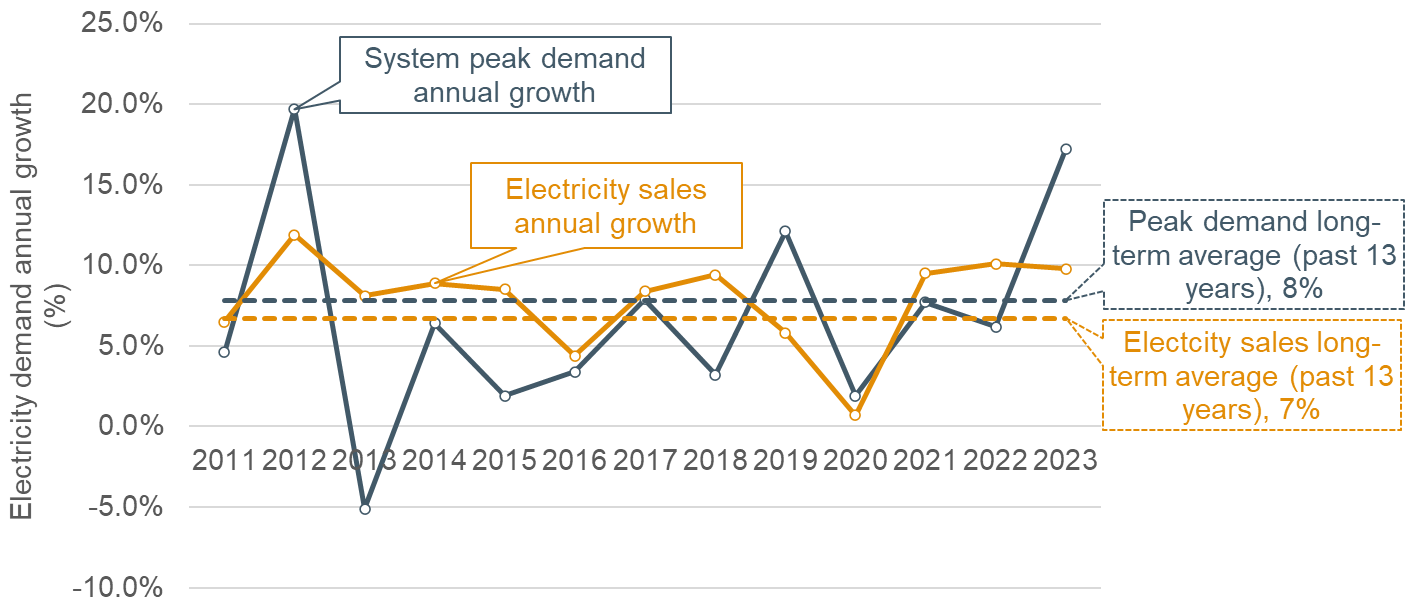 25.0%
20.0%
15.0%
10.0%
5.0%
0.0%
-5.0%
-10.0%
Electricity demand annual growth
(%)
System peak demand
annual growth
Electricity sales
annual growth
Peak demand long-
term average (past 13
years), 8%
Electcity sales long-
term average (past 13
years), 7%
2011 2012 2013 2014 2015 2016 2017 2018 2019 2020 2021 2022 2023